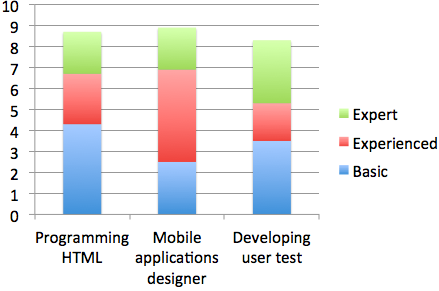 10
9
8
7
6
5
4
3
2
1
0
Expert
Experienced
Basic
Programming
HTML
Mobile
applications
designer
Developing
user test